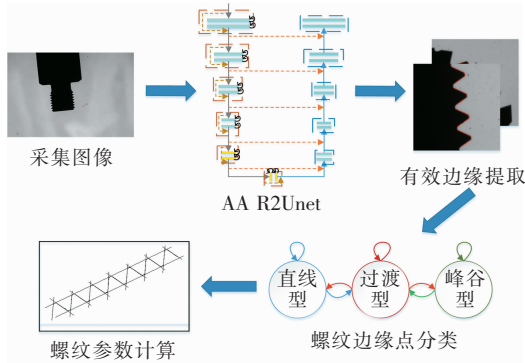 采集图像
AA R2Unet
有效边缘提取
直线型
过渡型
峰谷型
螺纹边缘点分类
螺纹参数计算